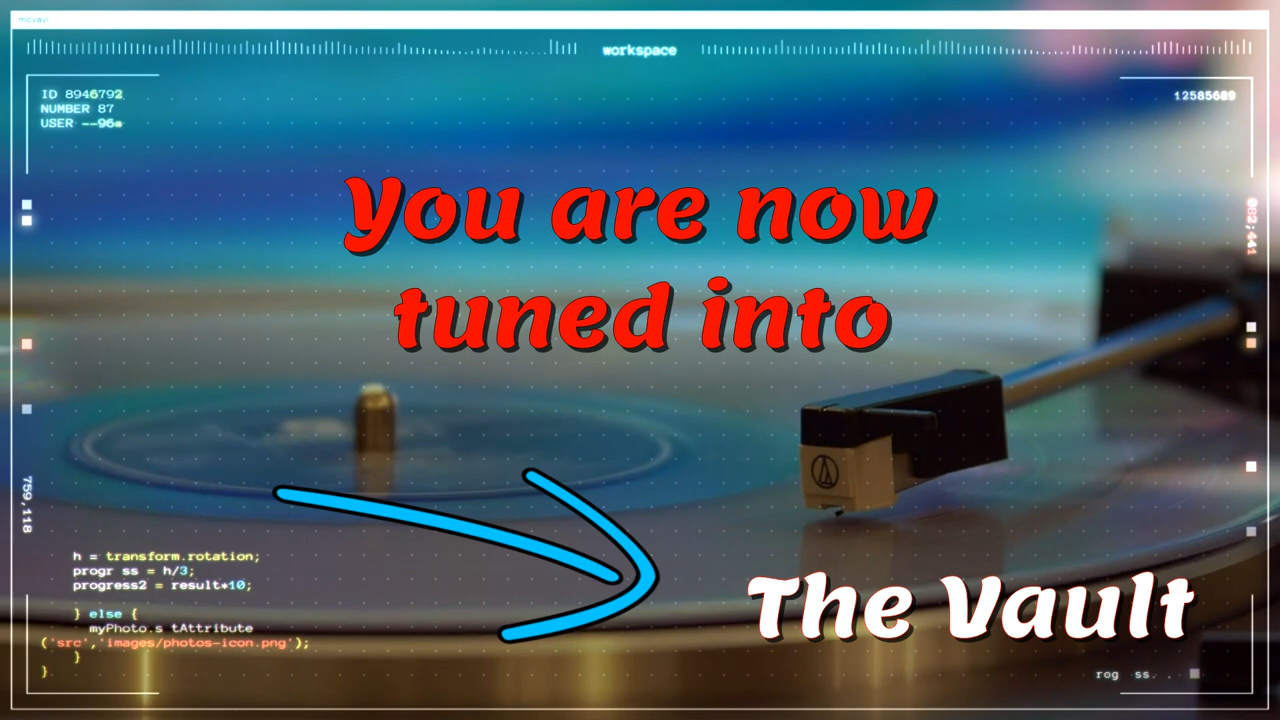 mcvavi
workspace
ID 8946792
NUMBER 87
USER --96
12585689
You are now
tuned into
759,118
h = transform.rotation;
progr ss = h/3;
progress2 = result*10;
} else {
myPhoto.s tAttribute
('src','images/photos-icon.png');
}
}
The Vault
rog ss. .